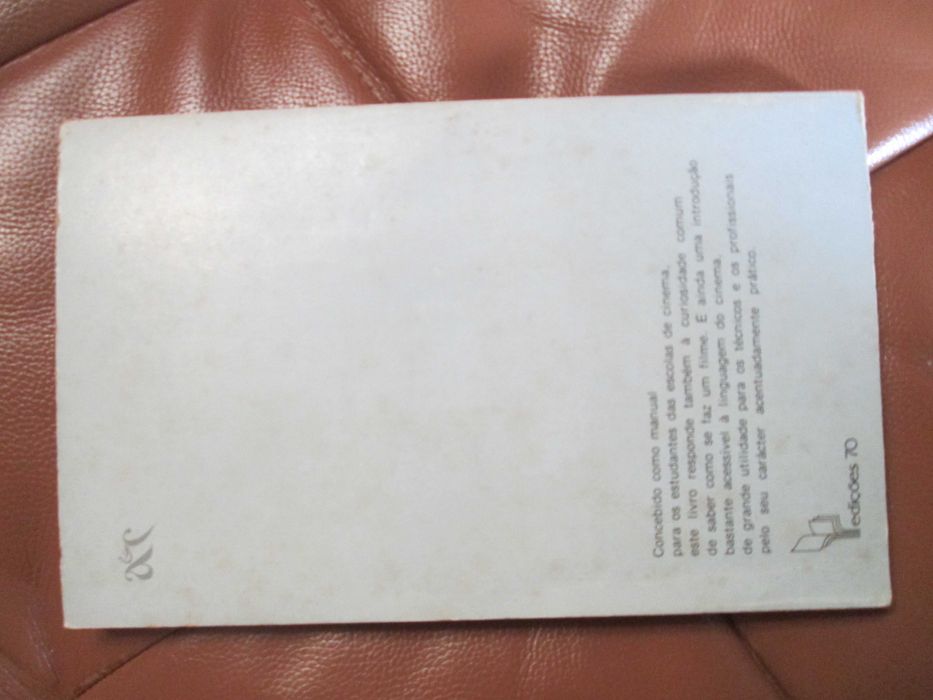 a&c
Concebido como manual
para os estudantes das escolas de cinema,
este livro responde também à curiosidade comum
de saber como se faz um filme. É ainda uma introdução
bastante acessível à linguagem do cinema,
de grande utilidade para os técnicos e os profissionais
pelo seu carácter acentuadamente prático.
edições 70